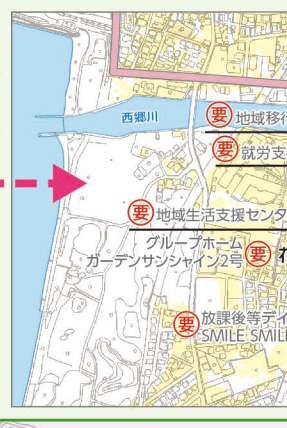 西郷川
要 地域移行
要 就労支
要 地域生活支援センタ
グループホーム
ガーデンサンシャイン2号 要
要 放課後等デイ
SMILE SMIL